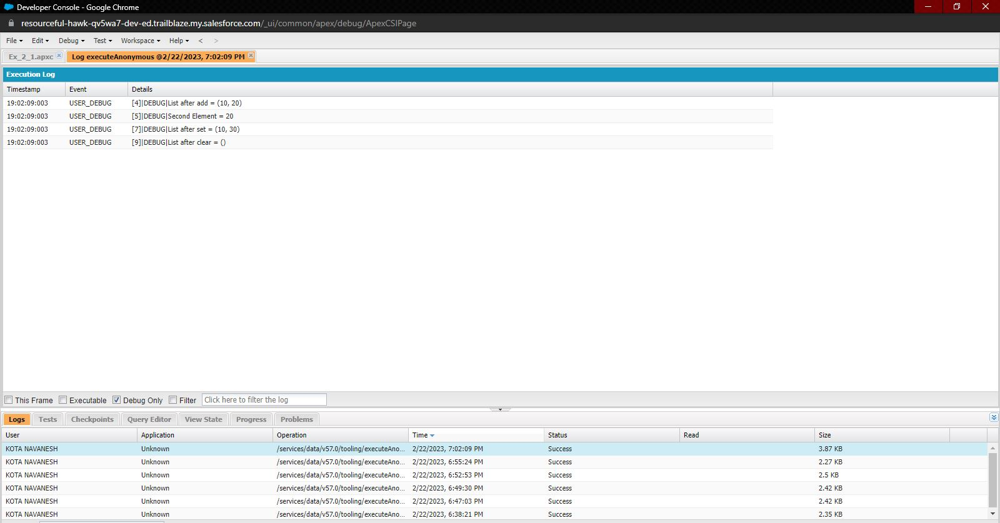 Developer Console - Google Chrome
resourceful-hawk-qv5wa7-dev-ed.trailblaze.my.salesforce.com/_ui/common/apex/debug/ApexCSIPage
File Edit Debug Test Workspace Help < >
Ex_2_1.apxc Log executeAnonymous @2/22/2023, 7:02:09 PM
Execution Log
Timestamp Event Details
19:02:09:003 USER_DEBUG [4]|DEBUG|List after add = (10, 20)
19:02:09:003 USER_DEBUG [5]|DEBUG|Second Element = 20
19:02:09:003 USER_DEBUG [7]|DEBUG|List after set = (10, 30)
19:02:09:003 USER_DEBUG [9]|DEBUG|List after clear = ()
This Frame Executable Debug Only Filter Click here to filter the log
Logs Tests Checkpoints Query Editor View State Progress Problems
User Application Operation Time Status Read Size
KOTA NAVANESH Unknown /services/data/v57.0/tooling/executeAno... 2/22/2023, 7:02:09 PM Success 3.87 KB
KOTA NAVANESH Unknown /services/data/v57.0/tooling/executeAno... 2/22/2023, 6:55:24 PM Success 2.27 KB
KOTA NAVANESH Unknown /services/data/v57.0/tooling/executeAno... 2/22/2023, 6:52:53 PM Success 2.5 KB
KOTA NAVANESH Unknown /services/data/v57.0/tooling/executeAno... 2/22/2023, 6:49:30 PM Success 2.42 KB
KOTA NAVANESH Unknown /services/data/v57.0/tooling/executeAno... 2/22/2023, 6:47:03 PM Success 2.42 KB
KOTA NAVANESH Unknown /services/data/v57.0/tooling/executeAno... 2/22/2023, 6:38:21 PM Success 2.35 KB